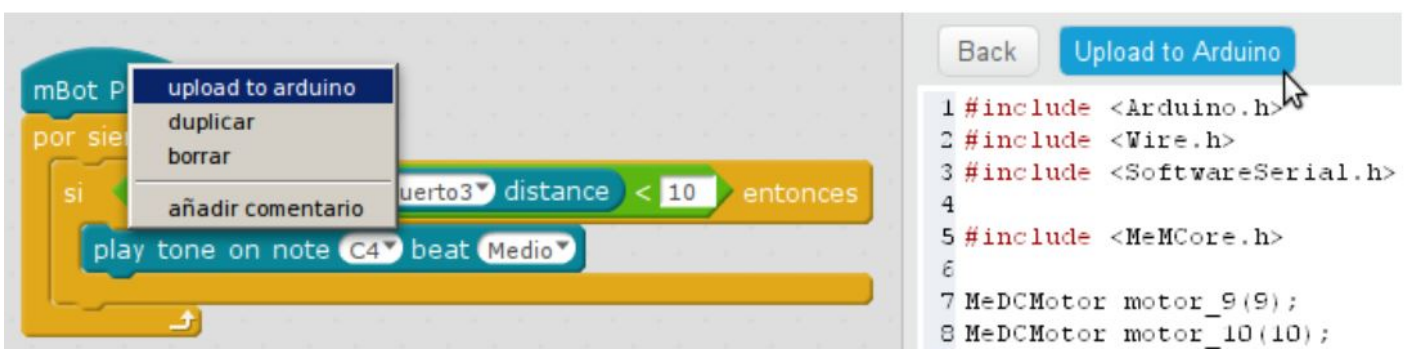 mBot P
upload to arduino
duplicar
borrar
añadir comentario
por sie
si uerto3 distance < 10 entonces
play tone on note C4 beat Medio
Back Upload to Arduino
1 #include <Arduino.h>
2 #include <Wire.h>
3 #include <SoftwareSerial.h>
4
5 #include <MeMCore.h>
6
7 MeDCMotor motor_9(9);
8 MeDCMotor motor_10(10);